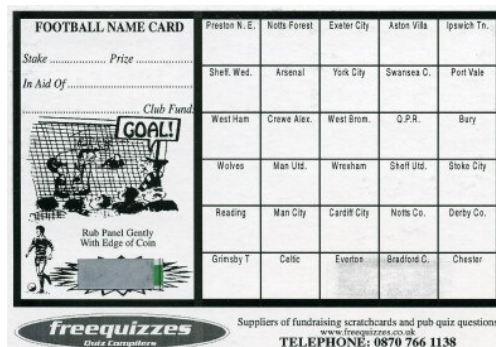 FOOTBALL NAME CARD
Stake .................... Prize ....................
In Aid Of....................................
.................................... Club Fund.
GOAL!
Rub Panel Gently
With Edge of Coin
Preston N. E. Notts Forest Exeter City Aston Villa Ipswich Tn.
Sheff. Wed. Arsenal York City Swansea C. Port Vale
West Ham Crewe Alex. West Brom. Q.P.R. Bury
Wolves Man Utd. Wrexham Sheff Utd. Stoke City
Reading Man City Cardiff City Notts Co. Derby Co.
Grimsby T Celtic Everton Bradford C. Chester
freequizzes
Quiz Compilers
Suppliers of fundraising scratchcards and pub quiz questions
www.freequizzes.co.uk
TELEPHONE: 0870 766 1138